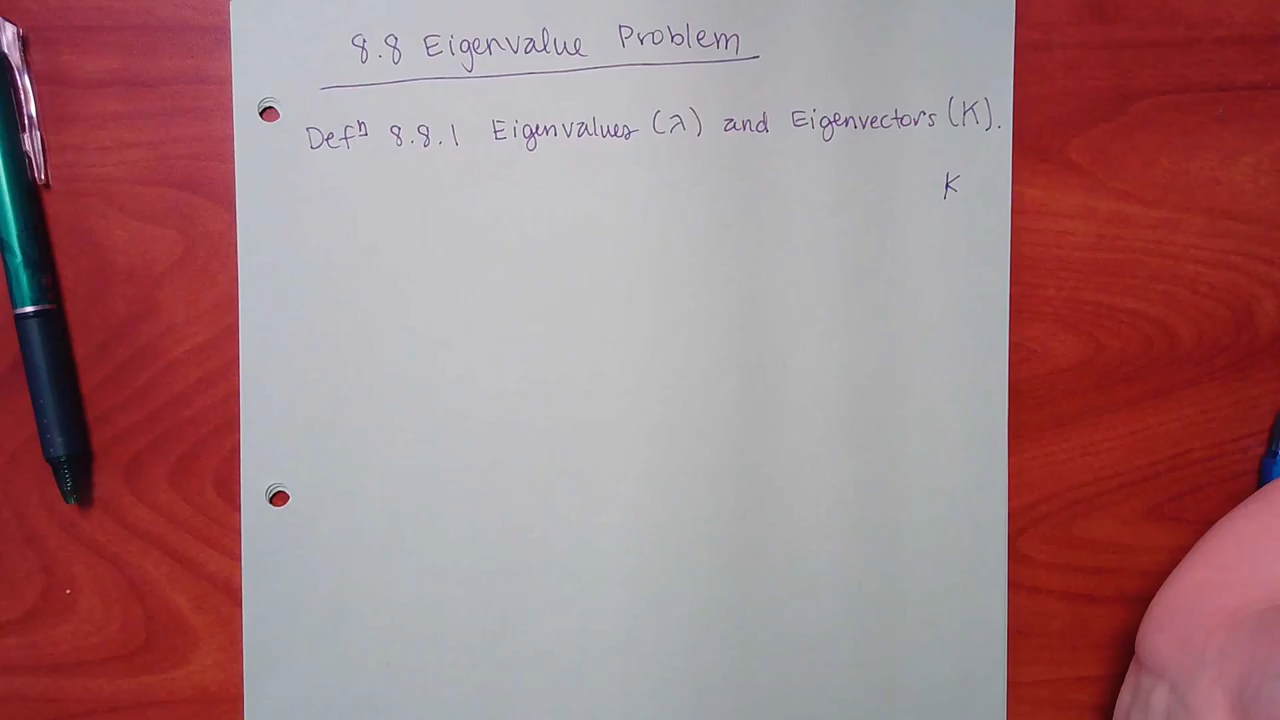 8.8 Eigenvalue Problem
Defⁿ 8.8.1 Eigenvalues (λ) and Eigenvectors (K).
K